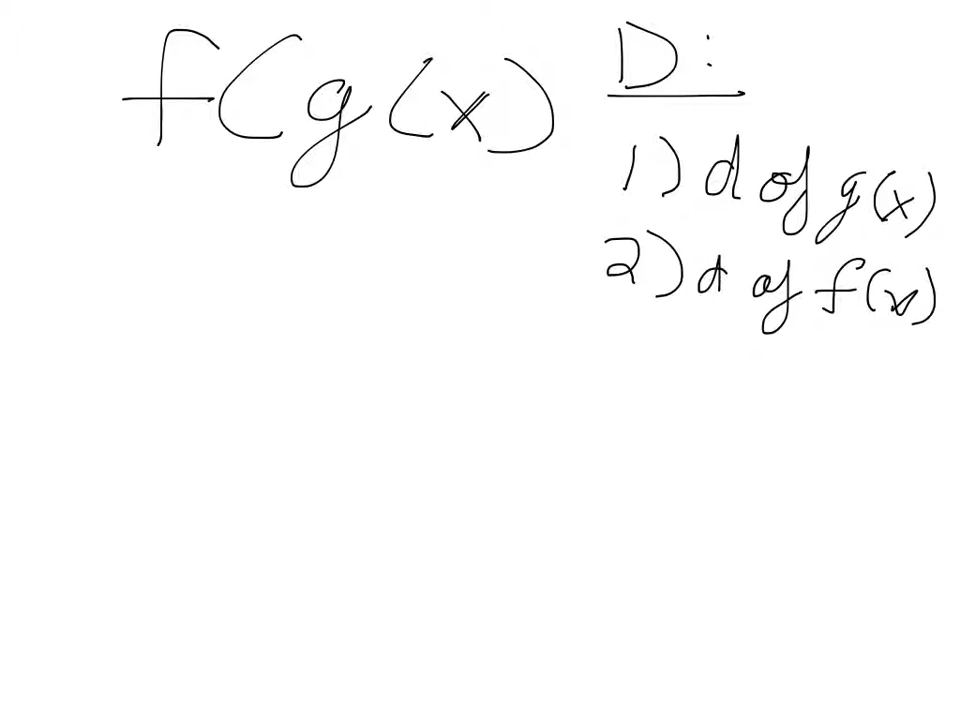 f(g(x)
D:
1) d of g(x)
2) d of f(x)